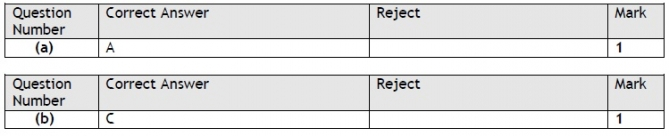 Question Number Correct Answer Reject Mark
(a) A 1
Question Number Correct Answer Reject Mark
(b) C 1